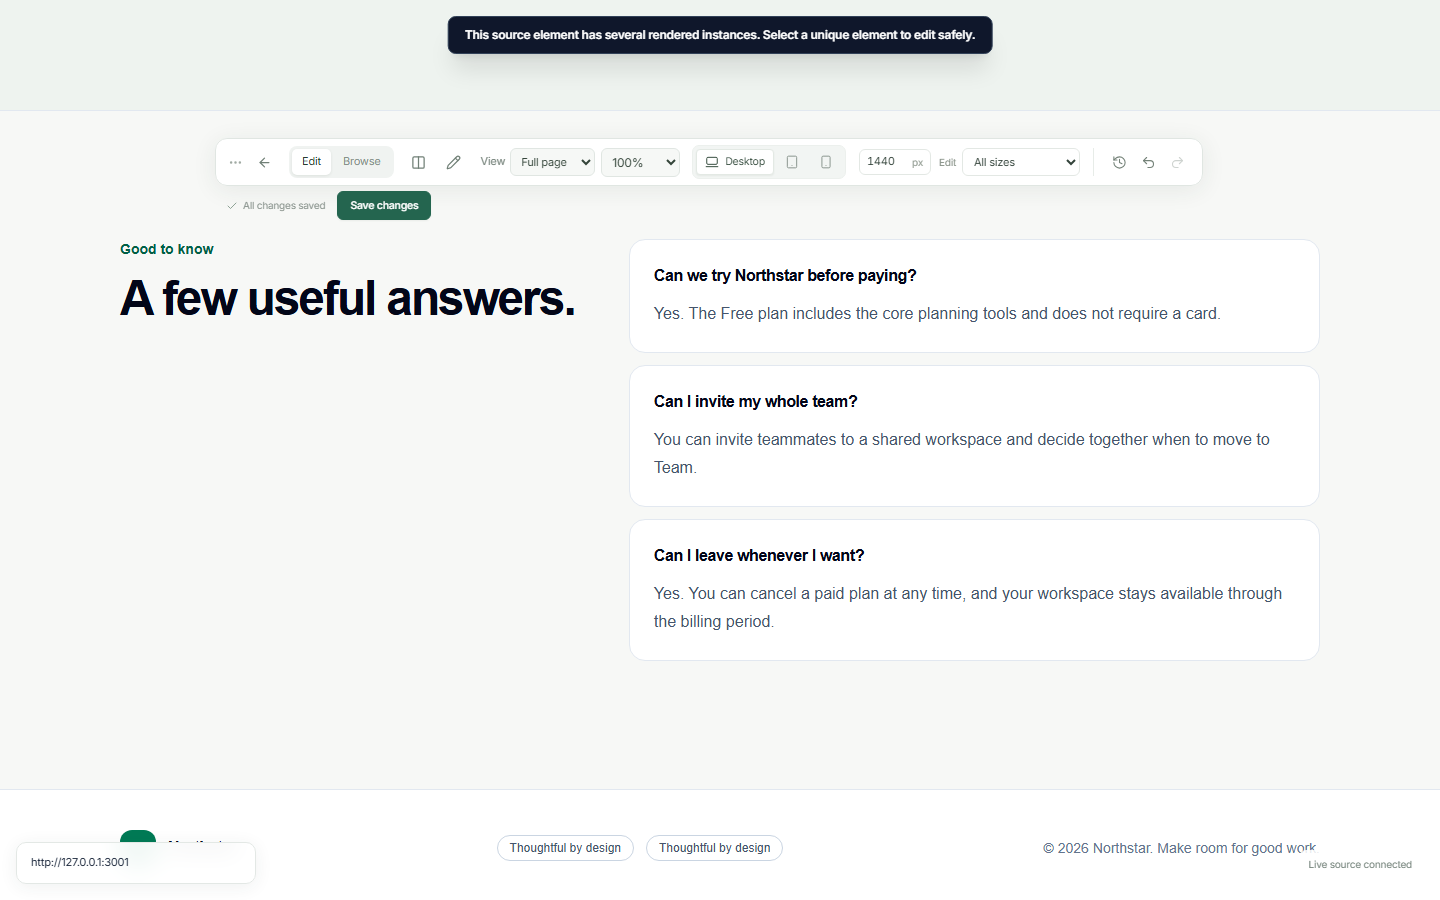 This source element has several rendered instances. Select a unique element to edit safely.
Edit Browse View Full page 100% Desktop 1440 px Edit All sizes
All changes saved Save changes
Good to know
A few useful answers.
Can we try Northstar before paying?
Yes. The Free plan includes the core planning tools and does not require a card.
Can I invite my whole team?
You can invite teammates to a shared workspace and decide together when to move to
Team.
Can I leave whenever I want?
Yes. You can cancel a paid plan at any time, and your workspace stays available through
the billing period.
Thoughtful by design Thoughtful by design
© 2026 Northstar. Make room for good work.
http://127.0.0.1:3001
Live source connected